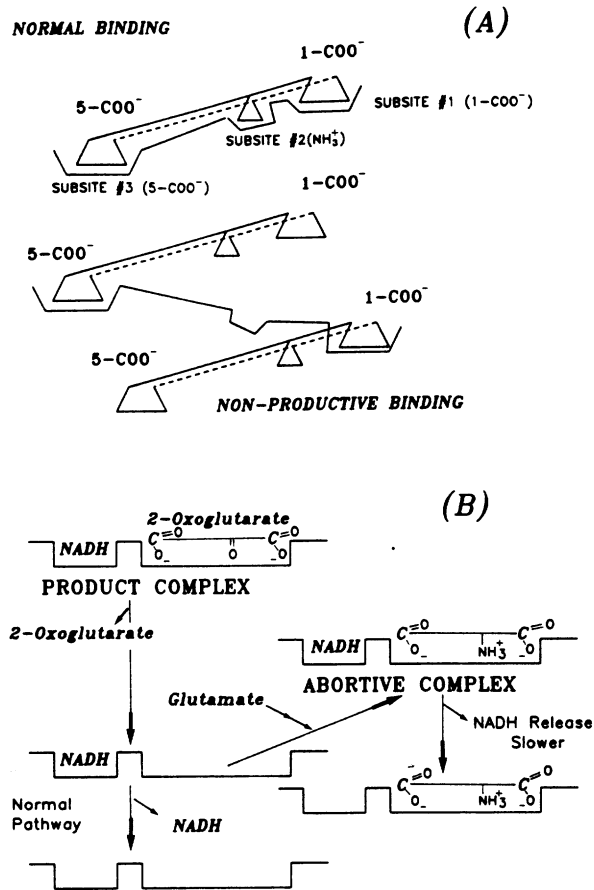 NORMAL BINDING
(A)
1-COO⁻
5-COO⁻
SUBSITE #1 (1-COO⁻)
SUBSITE #2(NH₃⁺)
SUBSITE #3 (5-COO⁻)
1-COO⁻
5-COO⁻
1-COO⁻
5-COO⁻
NON-PRODUCTIVE BINDING
(B)
2-Oxoglutarate
NADH
C=O
O⁻
O
C=O
O⁻
PRODUCT COMPLEX
2-Oxoglutarate
NADH
C=O
O⁻
NH₃⁺
C=O
O⁻
ABORTIVE COMPLEX
Glutamate
NADH Release
Slower
NADH
C=O
O⁻
NH₃⁺
C=O
O⁻
Normal
Pathway
NADH